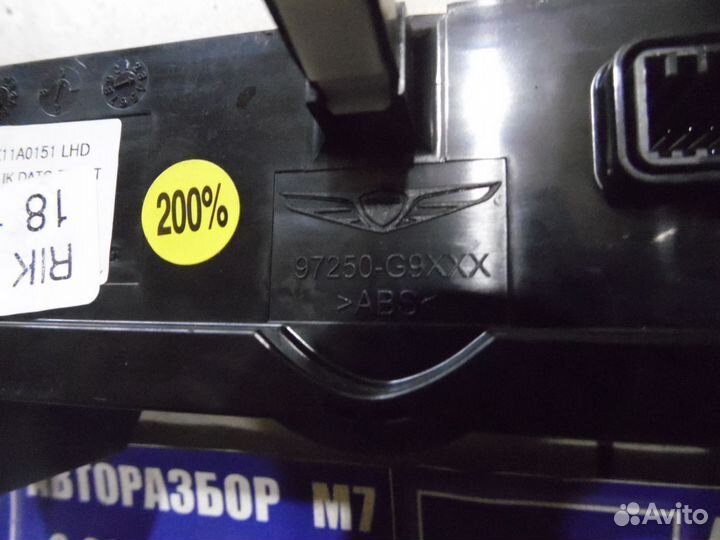 11A0151 LHD
RIK
18
200%
97250-G9XXX
>ABS<
АВТОРАЗБОР М7
Avito